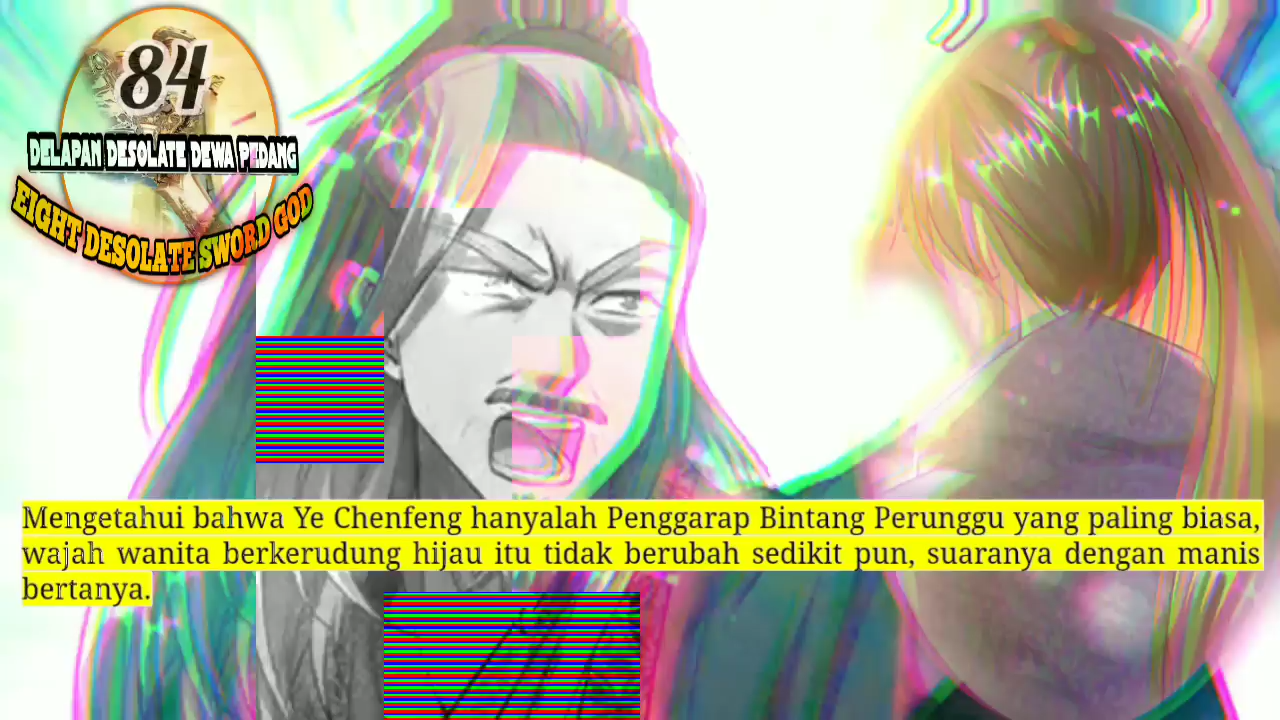 84
DELAPAN DESOLATE DEWA PEDANG
EIGHT DESOLATE SWORD GOD
Mengetahui bahwa Ye Chenfeng hanyalah Penggarap Bintang Perunggu yang paling biasa,
wajah wanita berkerudung hijau itu tidak berubah sedikit pun, suaranya dengan manis
bertanya.